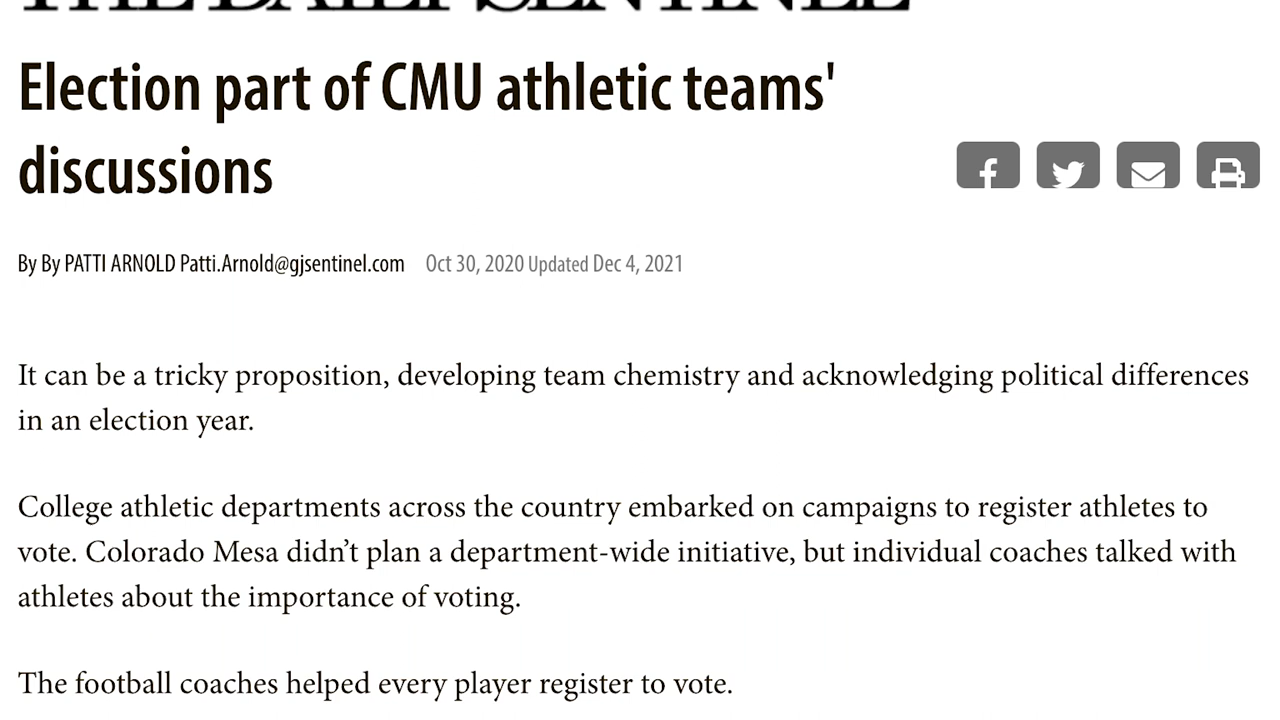 THE DAILY SENTINEL
Election part of CMU athletic teams'
discussions
By By PATTI ARNOLD Patti.Arnold@gjsentinel.com Oct 30, 2020 Updated Dec 4, 2021
It can be a tricky proposition, developing team chemistry and acknowledging political differences
in an election year.
College athletic departments across the country embarked on campaigns to register athletes to
vote. Colorado Mesa didn’t plan a department-wide initiative, but individual coaches talked with
athletes about the importance of voting.
The football coaches helped every player register to vote.